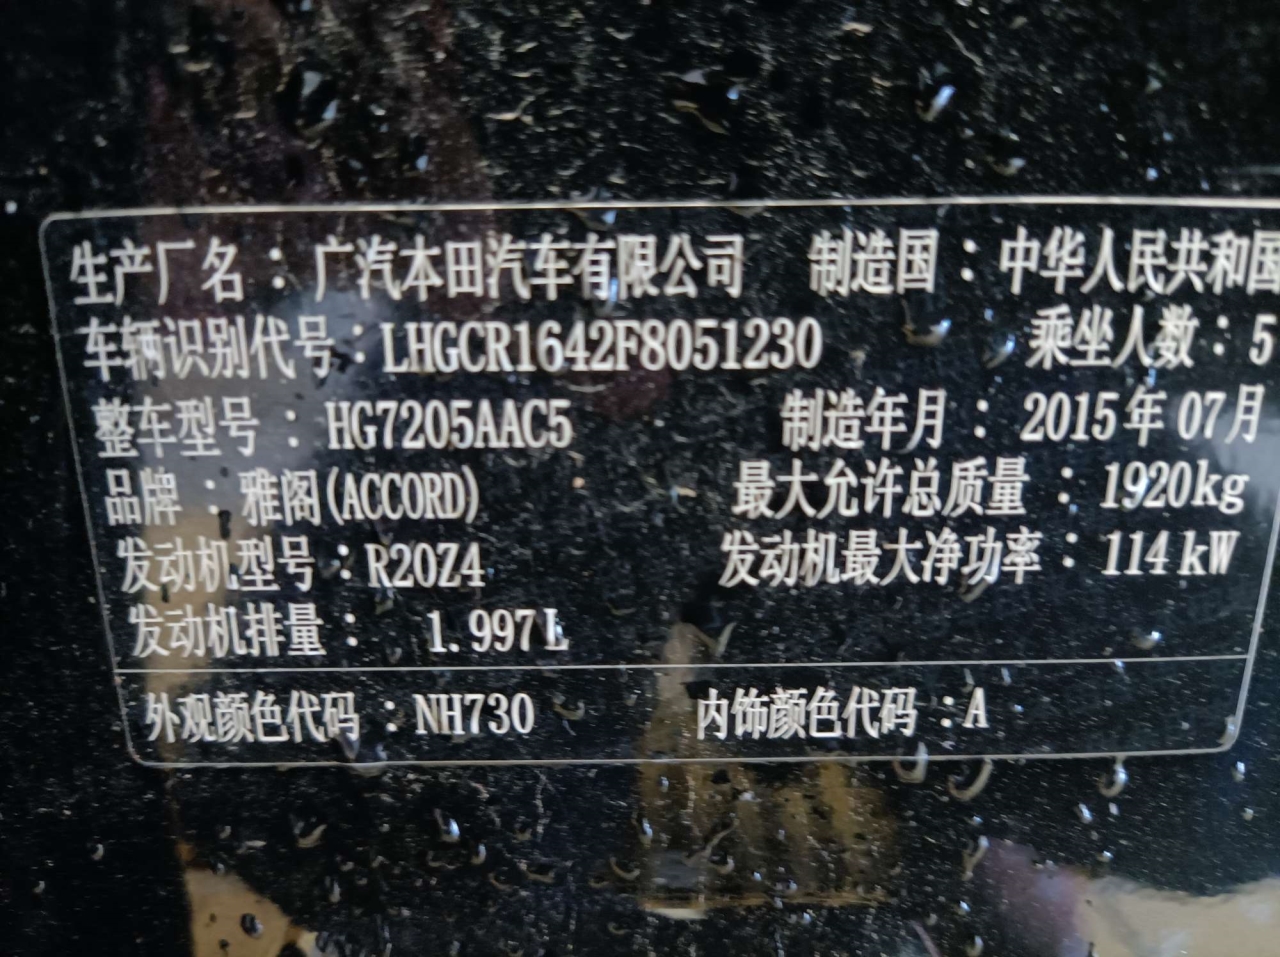 生产厂名：广汽本田汽车有限公司 制造国：中华人民共和国
车辆识别代号：LHGCR1642F8051230 乘坐人数：5
整车型号：HG7205AAC5 制造年月：2015年07月
品牌：雅阁(ACCORD) 最大允许总质量：1920kg
发动机型号：R20Z4 发动机最大净功率：114kW
发动机排量：1.997L
外观颜色代码：NH730 内饰颜色代码：A